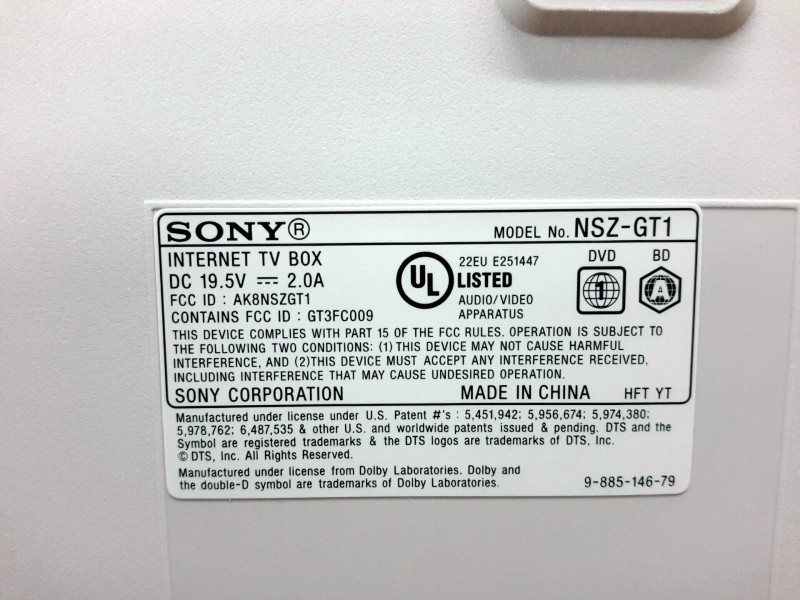 SONY®
MODEL No. NSZ-GT1
INTERNET TV BOX
DC 19.5V ⎓ 2.0A
FCC ID : AK8NSZGT1
CONTAINS FCC ID : GT3FC009
UL
22EU E251447
LISTED
AUDIO/VIDEO
APPARATUS
DVD
1
BD
A
THIS DEVICE COMPLIES WITH PART 15 OF THE FCC RULES. OPERATION IS SUBJECT TO
THE FOLLOWING TWO CONDITIONS: (1) THIS DEVICE MAY NOT CAUSE HARMFUL
INTERFERENCE, AND (2)THIS DEVICE MUST ACCEPT ANY INTERFERENCE RECEIVED,
INCLUDING INTERFERENCE THAT MAY CAUSE UNDESIRED OPERATION.
SONY CORPORATION MADE IN CHINA HFT YT
Manufactured under license under U.S. Patent #'s : 5,451,942; 5,956,674; 5,974,380;
5,978,762; 6,487,535 & other U.S. and worldwide patents issued & pending. DTS and the
Symbol are registered trademarks & the DTS logos are trademarks of DTS, Inc.
© DTS, Inc. All Rights Reserved.
Manufactured under license from Dolby Laboratories. Dolby and
the double-D symbol are trademarks of Dolby Laboratories.
9-885-146-79